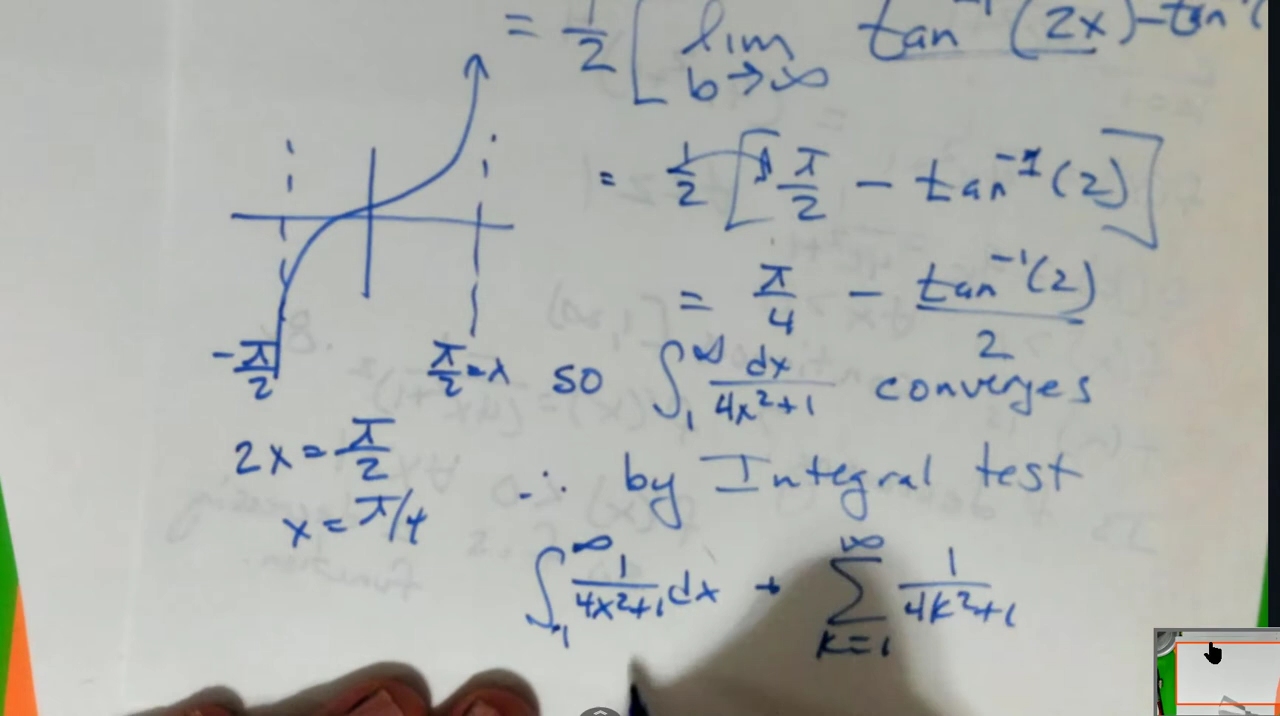 = 1/2 [ lim b→∞ tan⁻¹(2x) - tan⁻¹(
= 1/2 [ π/2 - tan⁻¹(2) ]
= π/4 - tan⁻¹(2)/2
-π/2
π/2 = x
so ∫₁^∞ dx/(4x²+1) converges
2x = π/2
x = π/4
∴ by Integral test
∫₁^∞ 1/(4x²+1) dx + ∑_{k=1}^∞ 1/(4k²+1)